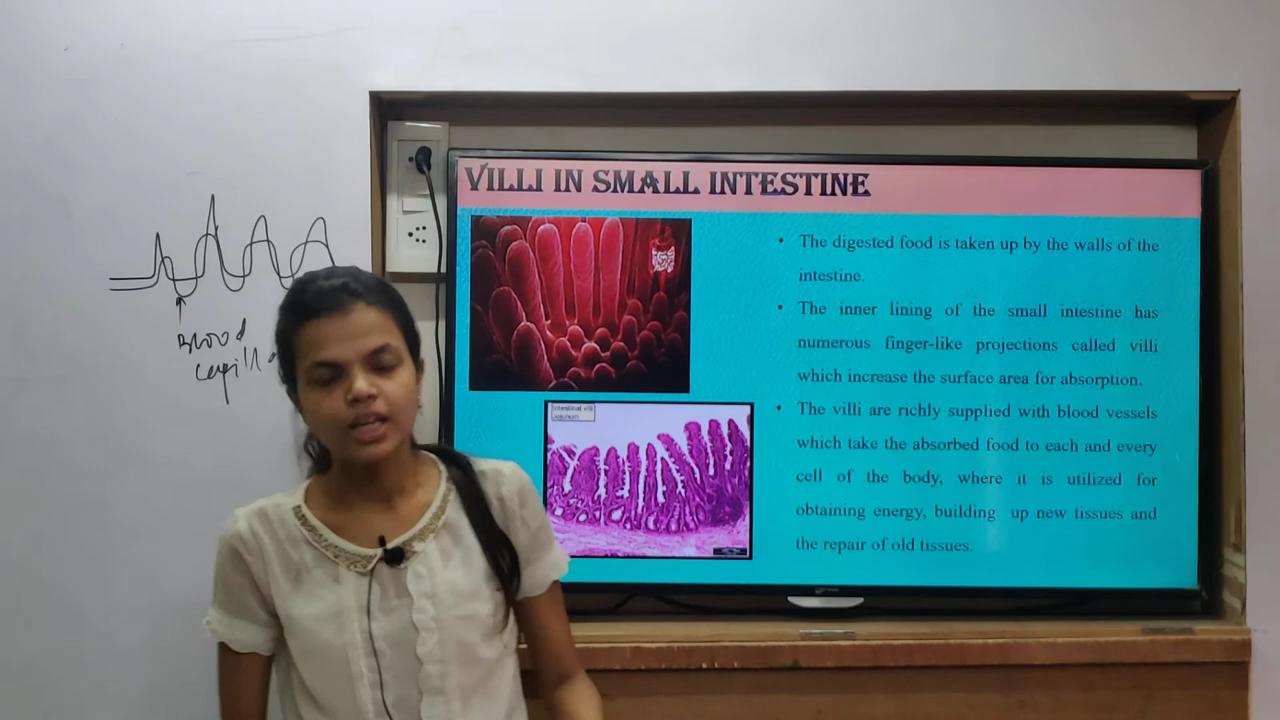 VILLI IN SMALL INTESTINE
The digested food is taken up by the walls of the
intestine.
The inner lining of the small intestine has
numerous finger-like projections called villi
which increase the surface area for absorption.
The villi are richly supplied with blood vessels
which take the absorbed food to each and every
cell of the body, where it is utilized for
obtaining energy, building up new tissues and
the repair of old tissues.
Intestinal villi
Jejunum
Blood